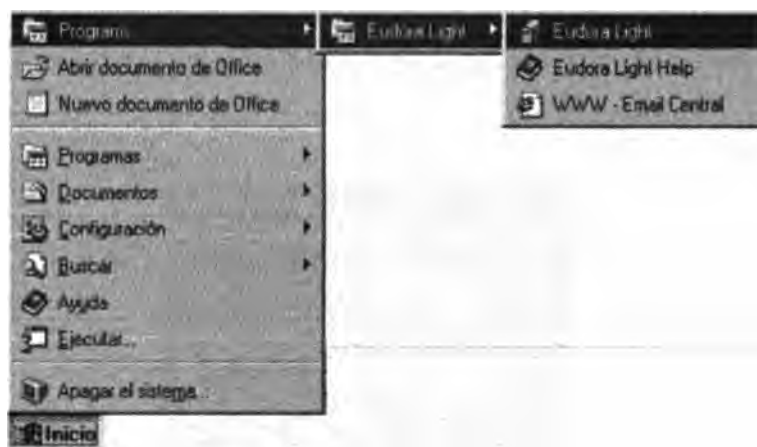 Programs
Eudora Light
Eudora Light
Abrir documento de Office
Eudora Light Help
Nuevo documento de Office
WWW - Email Central
Programas
Documentos
Configuración
Buscar
Ayuda
Ejecutar...
Apagar el sistema...
Inicio